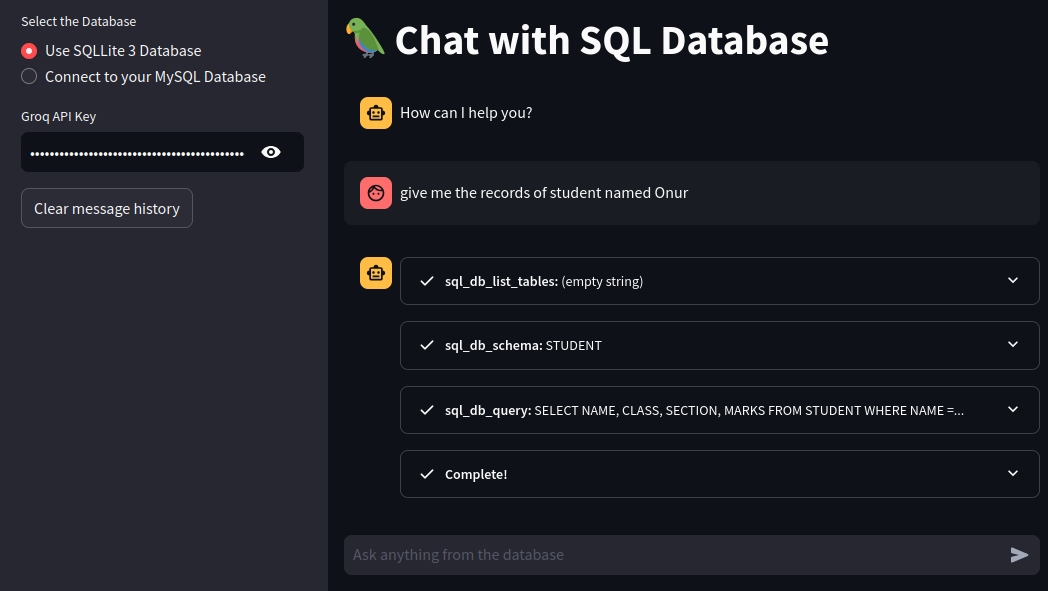 Select the Database
Use SQLLite 3 Database
Connect to your MySQL Database
Groq API Key
••••••••••••••••••••••••••••••••••••••••••••
Clear message history
Chat with SQL Database
How can I help you?
give me the records of student named Onur
sql_db_list_tables: (empty string)
sql_db_schema: STUDENT
sql_db_query: SELECT NAME, CLASS, SECTION, MARKS FROM STUDENT WHERE NAME =...
Complete!
Ask anything from the database